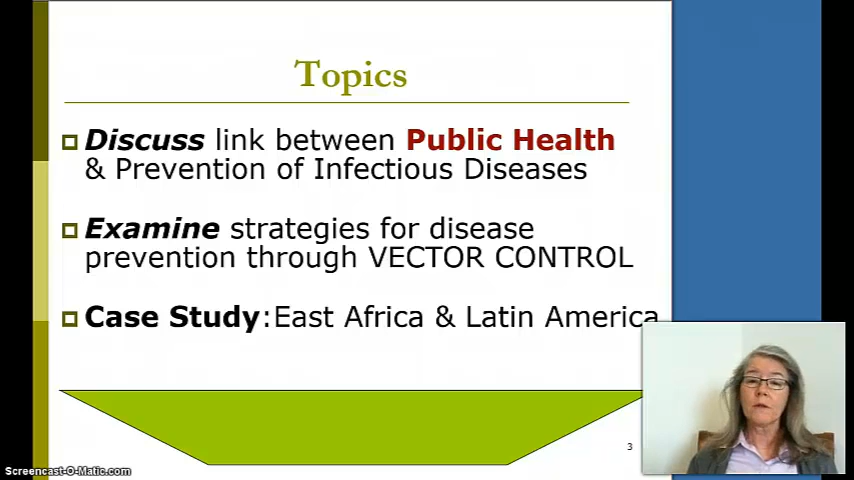 Topics
Discuss link between Public Health
& Prevention of Infectious Diseases
Examine strategies for disease
prevention through VECTOR CONTROL
Case Study:East Africa & Latin America
3
Screencast-O-Matic.com